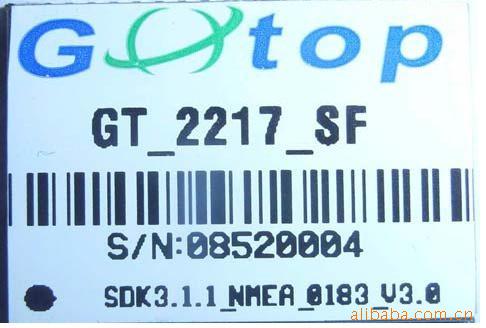 Gotop
GT_2217_SF
S/N:08520004
SDK3.1.1_NMEA_0183_V3.0
alibaba.com.cn